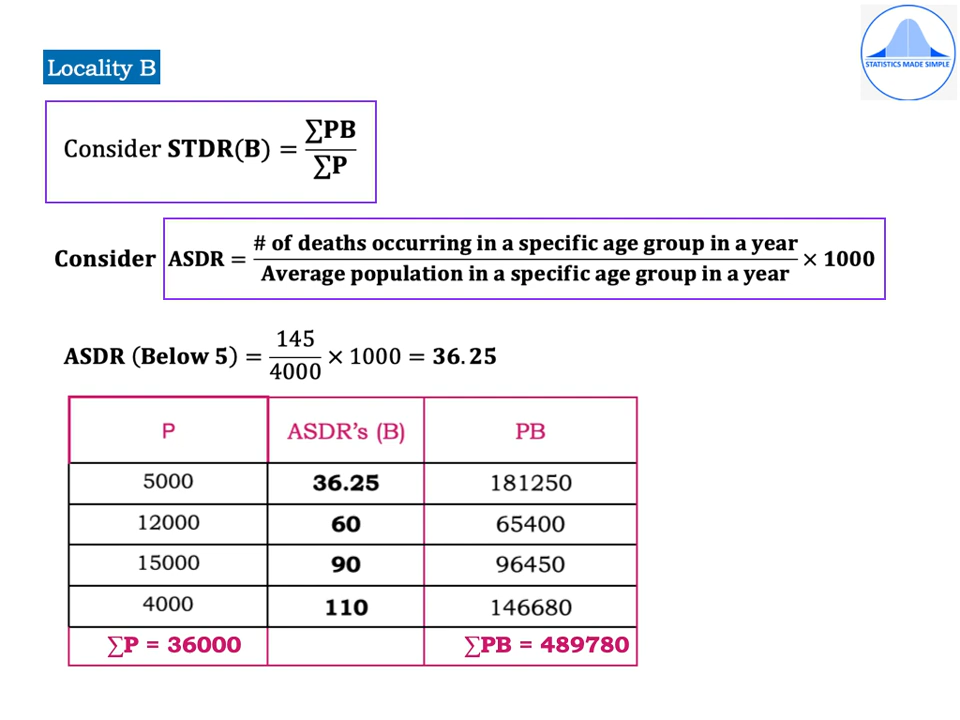 STATISTICS MADE SIMPLE
Locality B
Consider STDR(B) = ∑PB / ∑P
Consider ASDR = # of deaths occurring in a specific age group in a year / Average population in a specific age group in a year × 1000
ASDR (Below 5) = 145 / 4000 × 1000 = 36.25
P ASDR's (B) PB
5000 36.25 181250
12000 60 65400
15000 90 96450
4000 110 146680
∑P = 36000 ∑PB = 489780